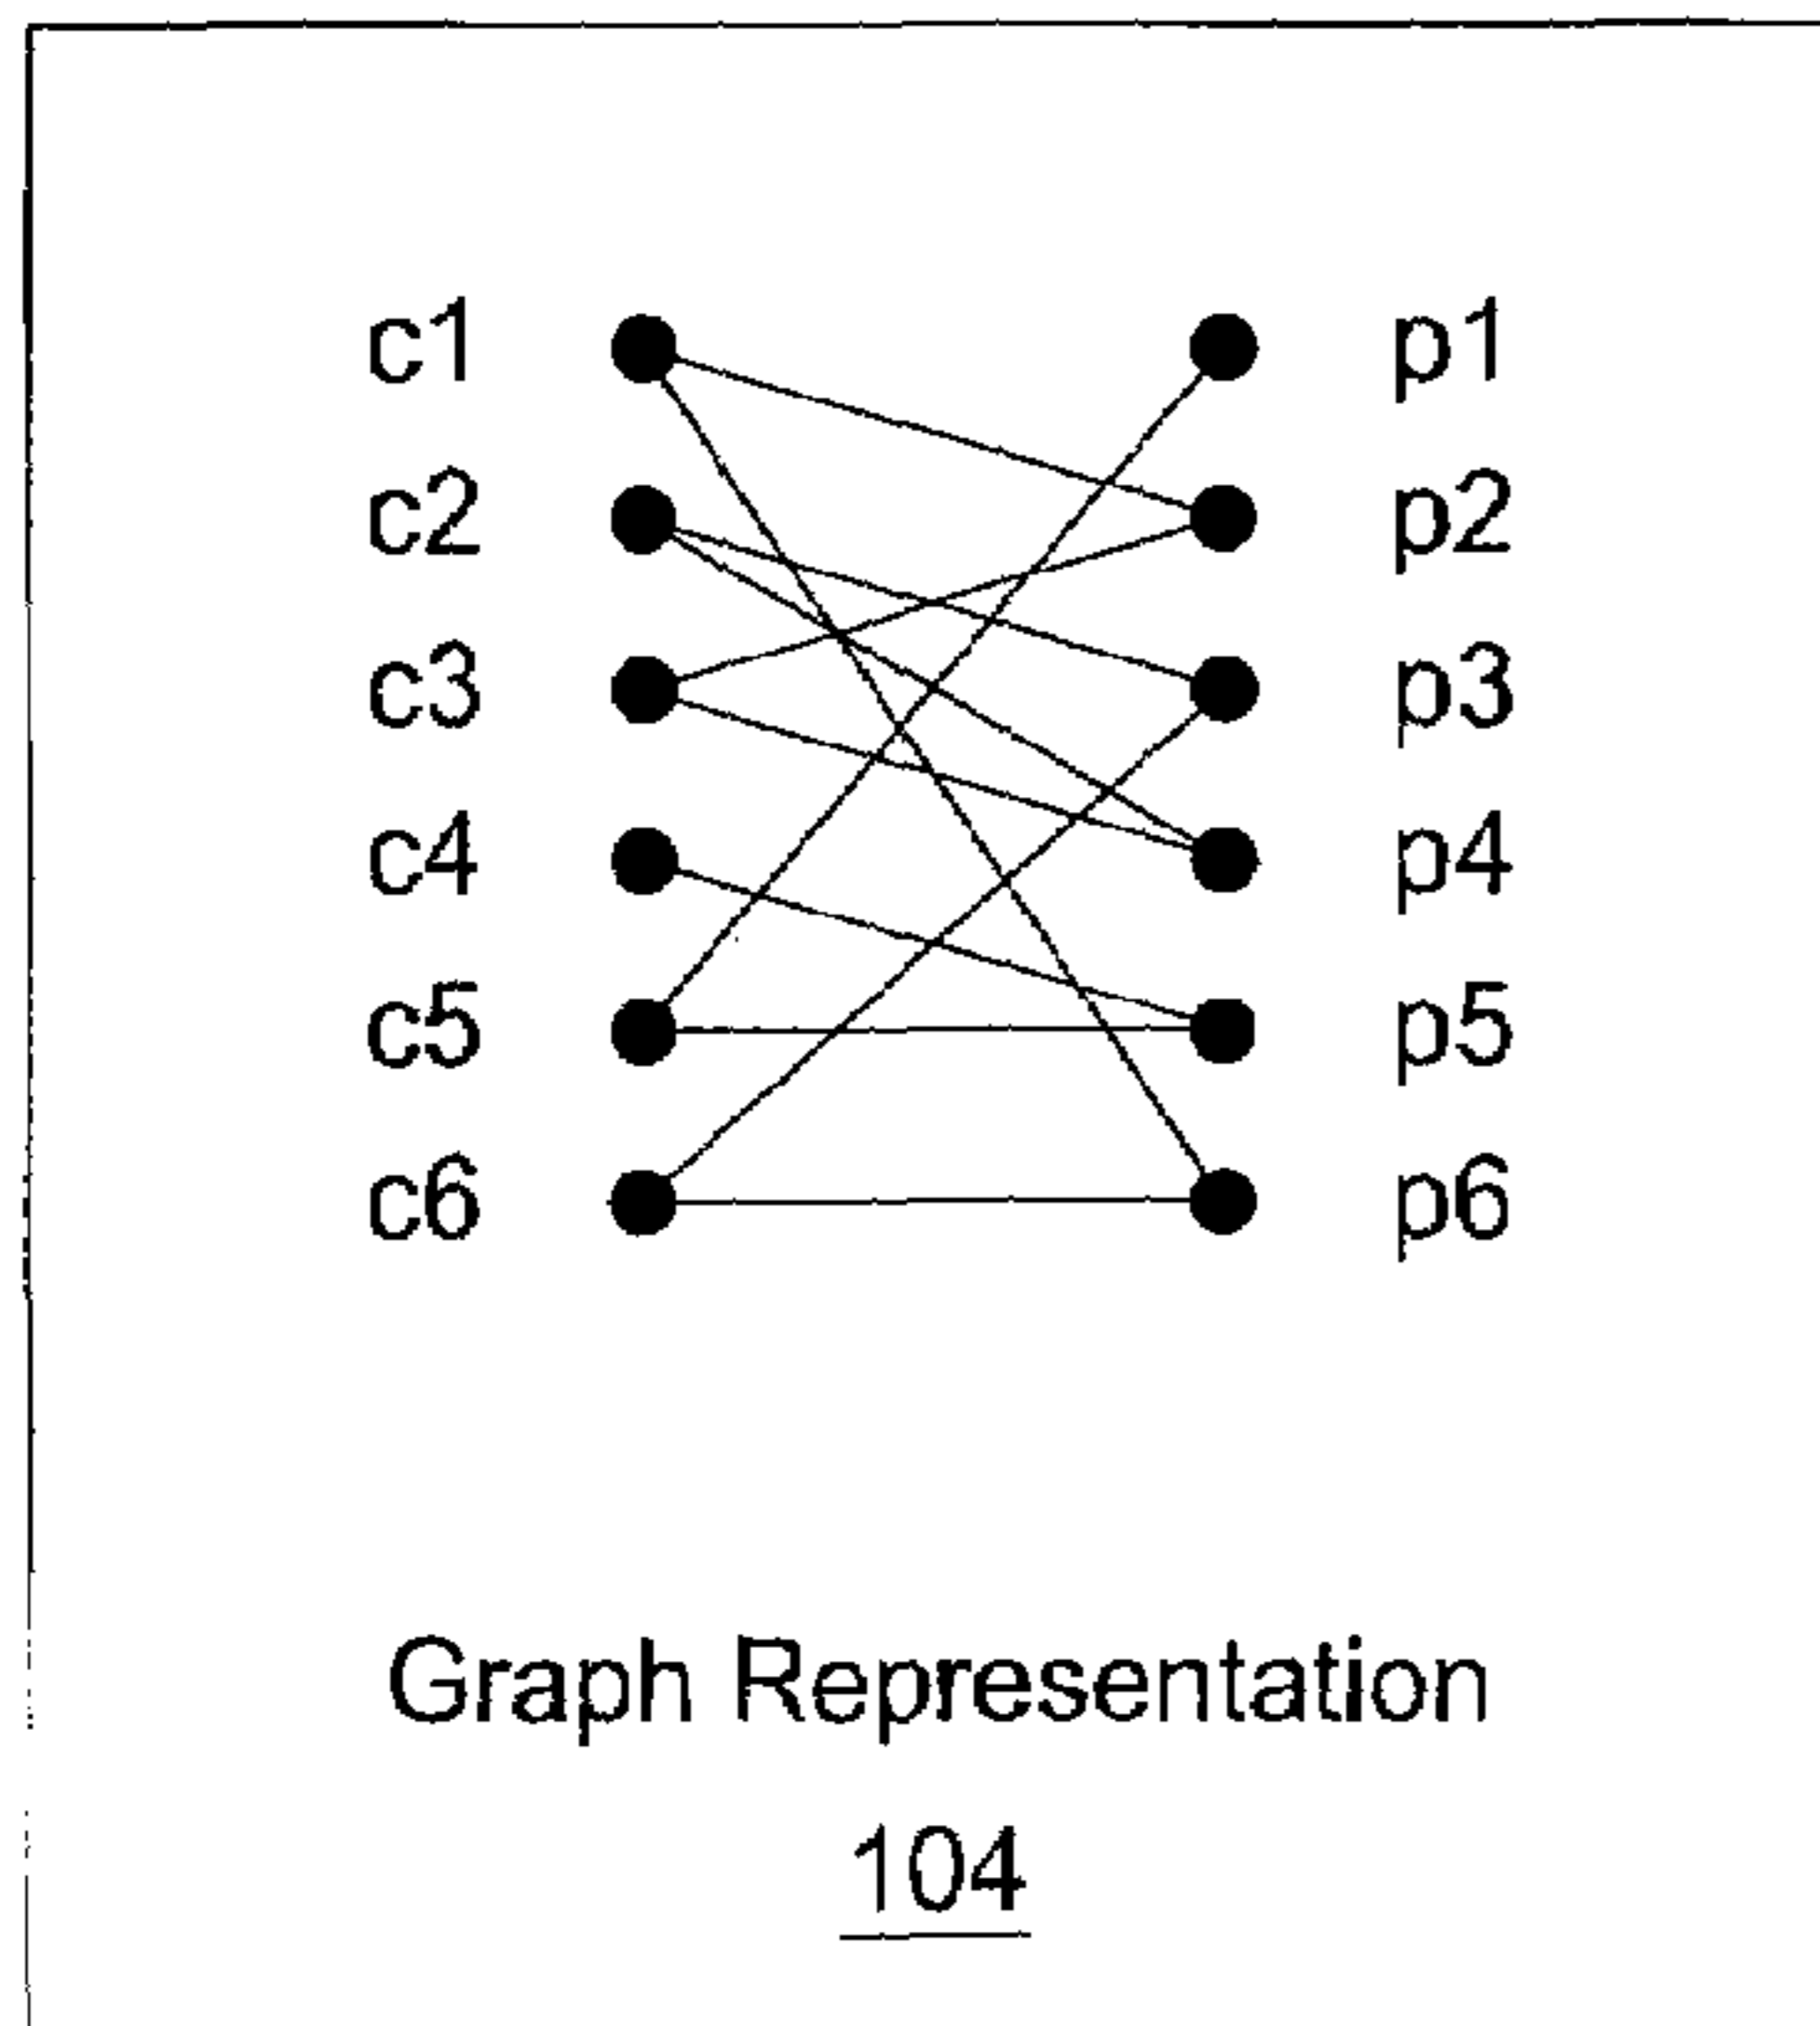 c1 p1
c2 p2
c3 p3
c4 p4
c5 p5
c6 p6
Graph Representation
104